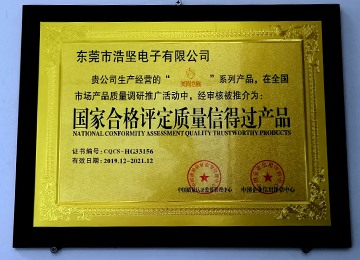 东莞市浩坚电子有限公司
贵公司生产经营的“ ”系列产品,在全国
市场产品质量调研推广活动中,经审核被推介为:
国家合格评定质量信得过产品
NATIONAL CONFORMITY ASSESSMENT QUALITY TRUSTWORTHY PRODUCTS
证书编号:CQCS-HG33156
有效日期:2019.12-2021.12